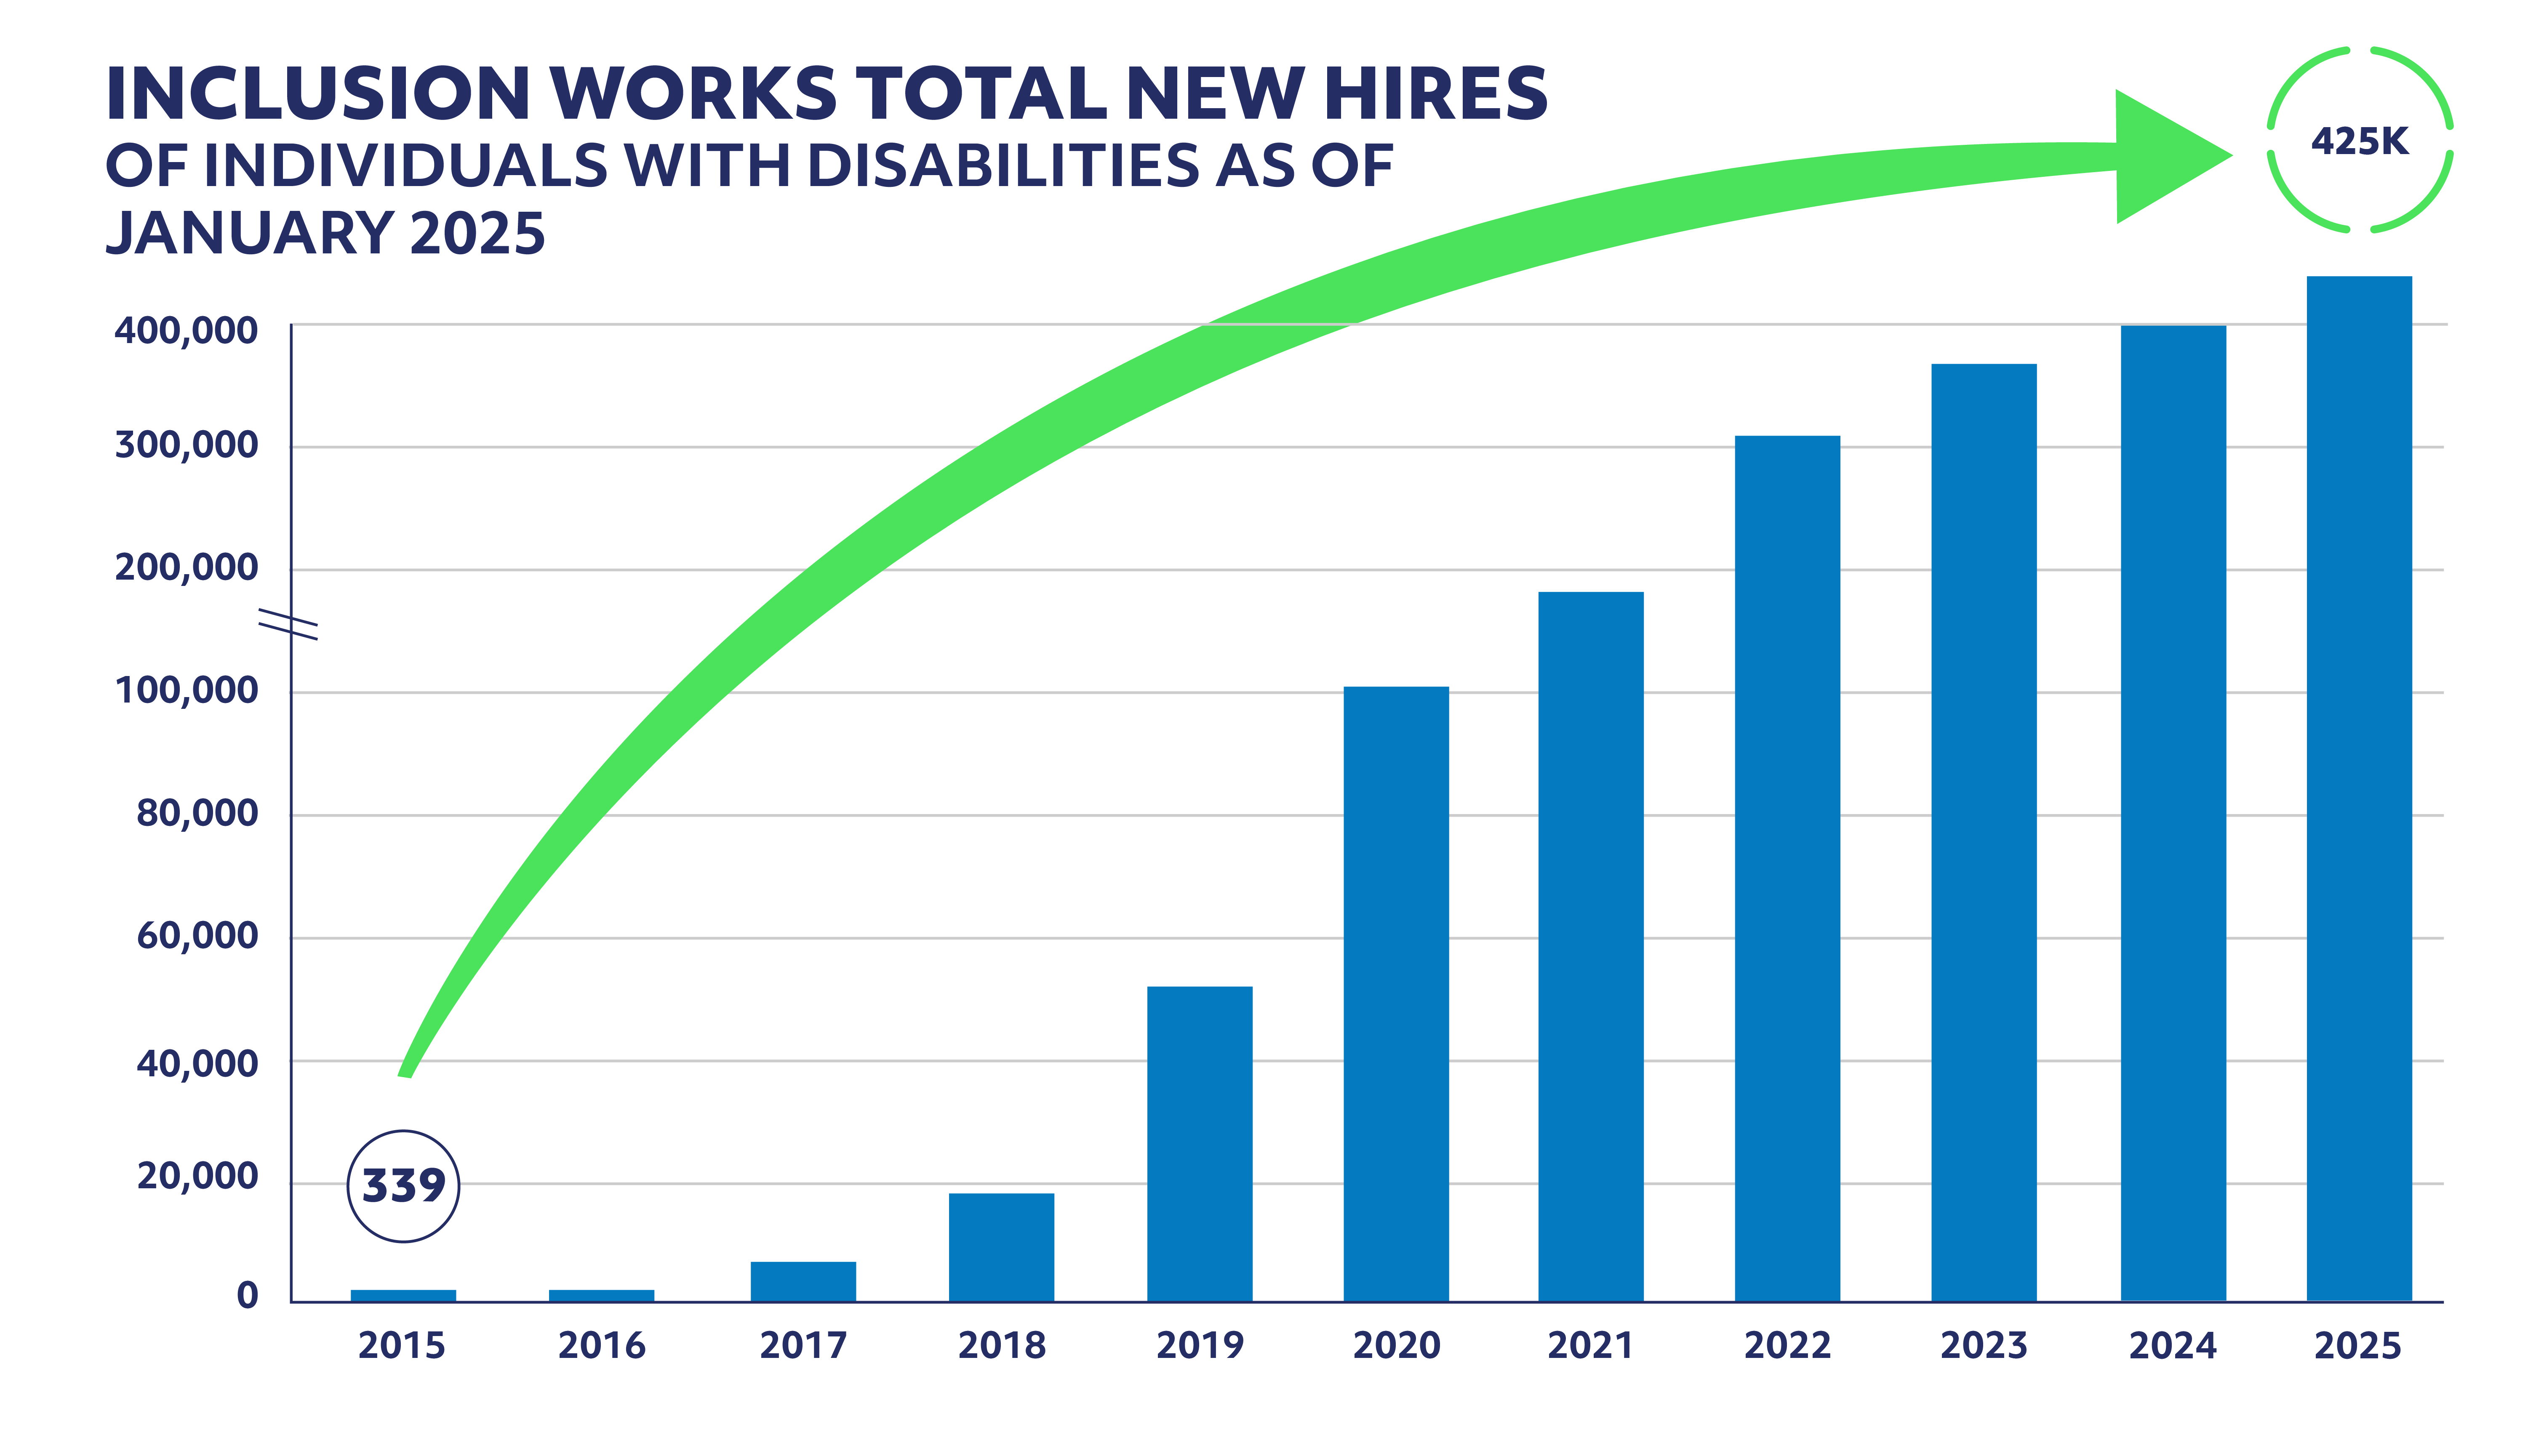 INCLUSION WORKS TOTAL NEW HIRES
OF INDIVIDUALS WITH DISABILITIES AS OF
JANUARY 2025
425K
400,000
300,000
200,000
100,000
80,000
60,000
40,000
20,000
0
339
2015 2016 2017 2018 2019 2020 2021 2022 2023 2024 2025